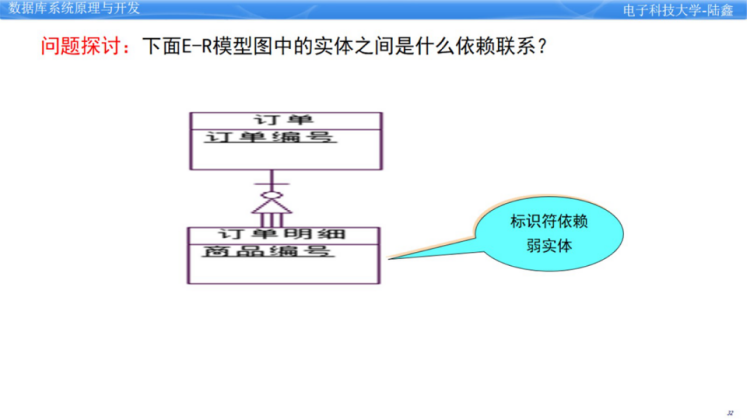 数据库系统原理与开发
电子科技大学-陆鑫
问题探讨：下面E-R模型图中的实体之间是什么依赖联系？
订单
订单编号
订单明细
商品编号
标识符依赖
弱实体